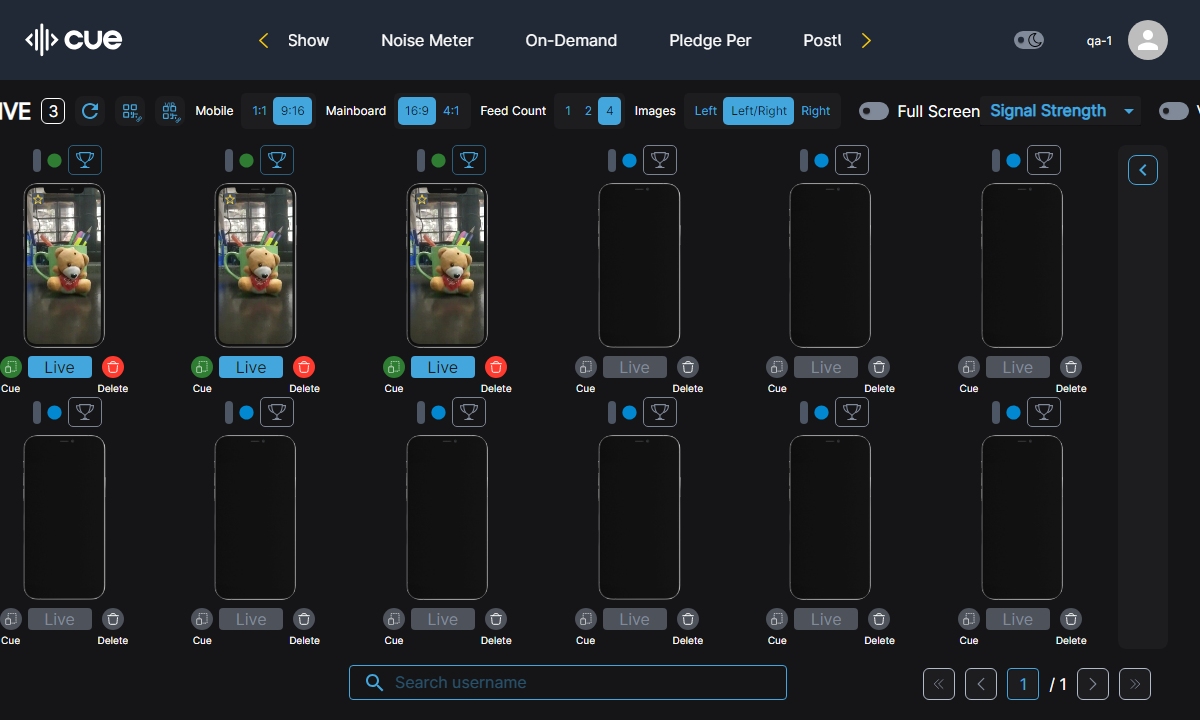 cue Show Noise Meter On-Demand Pledge Per qa-1
3 Mobile 1:1 9:16 Mainboard 16:9 4:1 Feed Count 1 2 4 Images Left Left/Right Right Full Screen Signal Strength
Live Live Live Live Live Live
Cue Delete Cue Delete Cue Delete Cue Delete Cue Delete Cue Delete
Live Live Live Live Live Live
Cue Delete Cue Delete Cue Delete Cue Delete Cue Delete Cue Delete
Search username
1 / 1